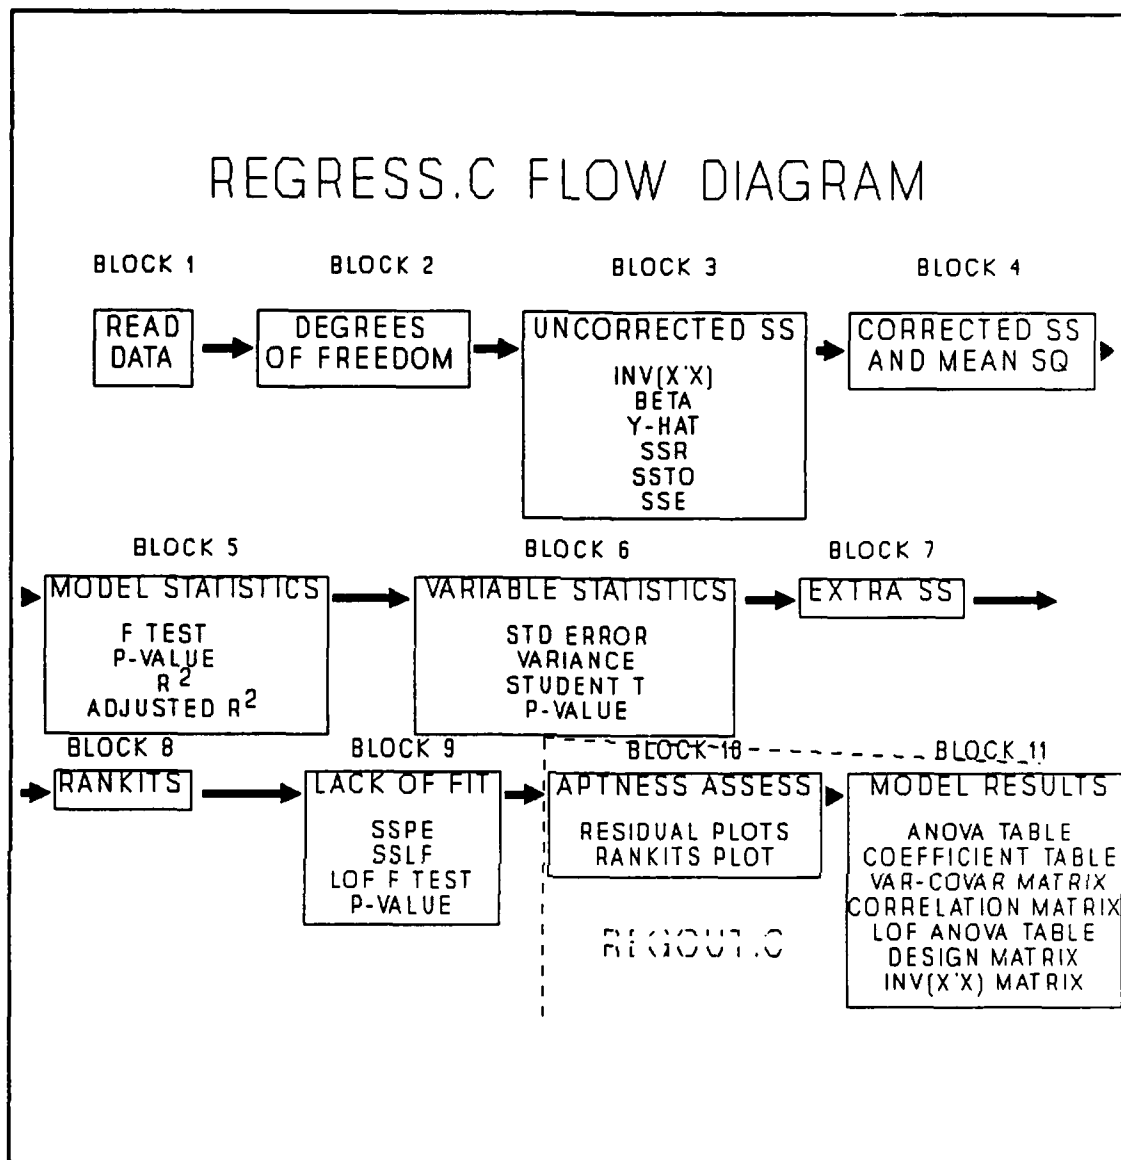 REGRESS.C FLOW DIAGRAM
BLOCK 1
READ
DATA
BLOCK 2
DEGREES
OF FREEDOM
BLOCK 3
UNCORRECTED SS
INV(X'X)
BETA
Y-HAT
SSR
SSTO
SSE
BLOCK 4
CORRECTED SS
AND MEAN SQ
BLOCK 5
MODEL STATISTICS
F TEST
P-VALUE
R²
ADJUSTED R²
BLOCK 6
VARIABLE STATISTICS
STD ERROR
VARIANCE
STUDENT T
P-VALUE
BLOCK 7
EXTRA SS
BLOCK 8
RANKITS
BLOCK 9
LACK OF FIT
SSPE
SSLF
LOF F TEST
P-VALUE
BLOCK 10
APTNESS ASSESS
RESIDUAL PLOTS
RANKITS PLOT
BLOCK 11
MODEL RESULTS
ANOVA TABLE
COEFFICIENT TABLE
VAR-COVAR MATRIX
CORRELATION MATRIX
LOF ANOVA TABLE
DESIGN MATRIX
INV(X'X) MATRIX
REGOUT.C